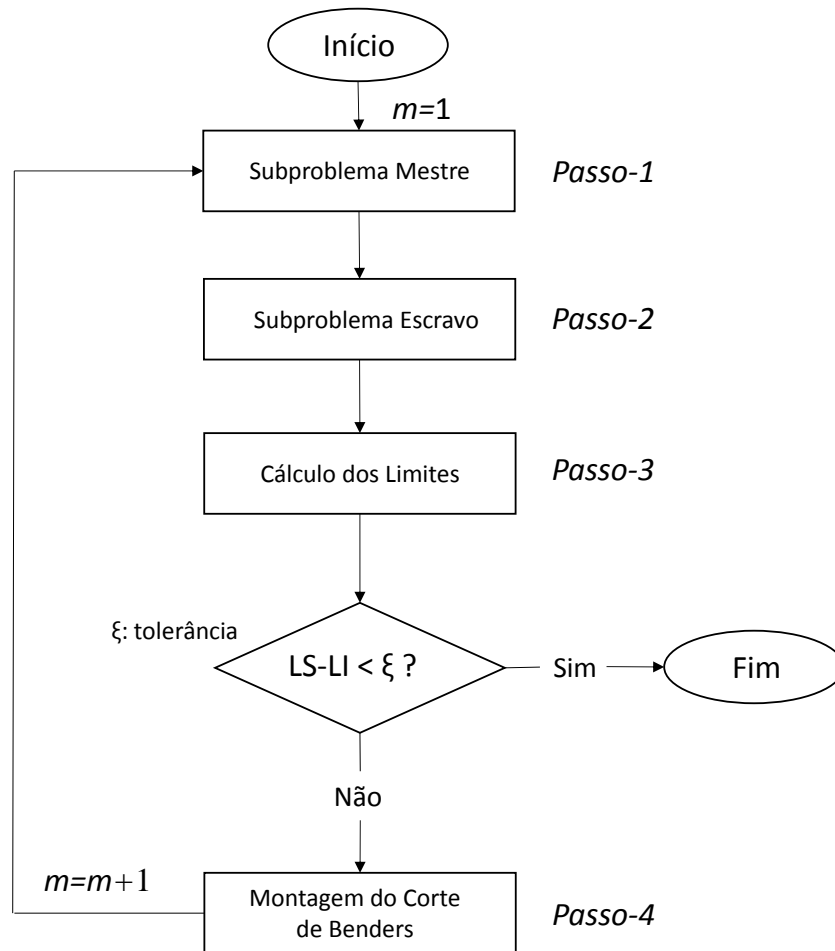 Início
m=1
Subproblema Mestre
Passo-1
Subproblema Escravo
Passo-2
Cálculo dos Limites
Passo-3
ξ: tolerância
LS-LI < ξ ?
Sim
Fim
Não
m=m+1
Montagem do Corte
de Benders
Passo-4